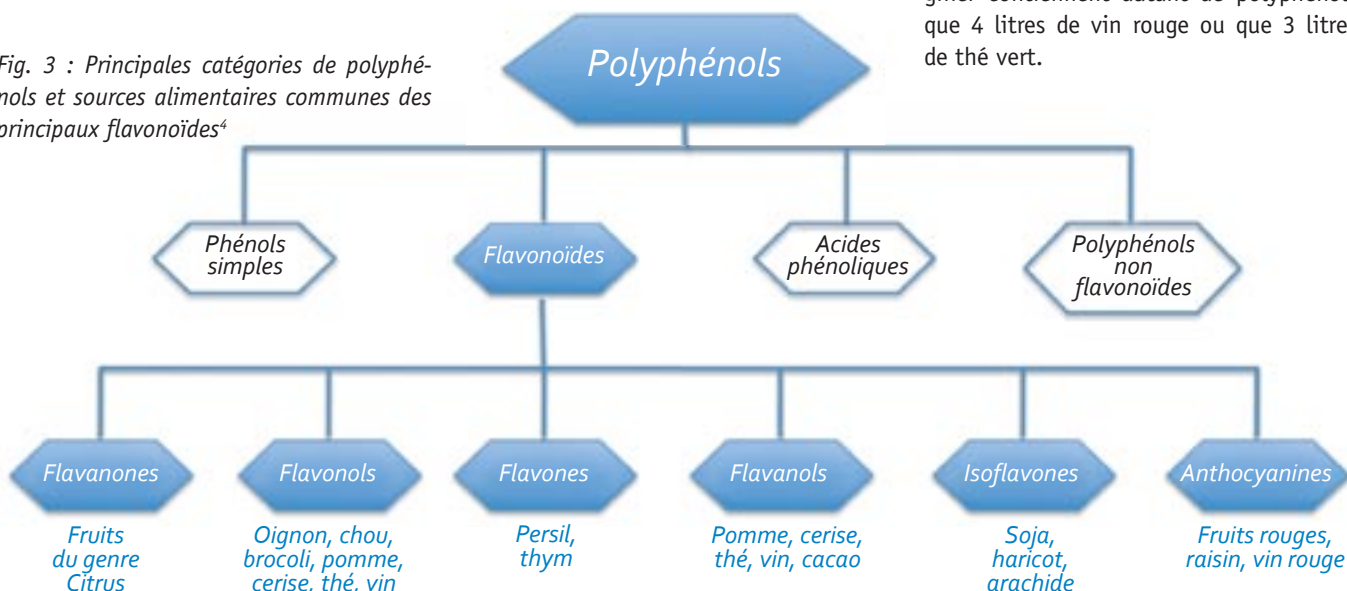 que 4 litres de vin rouge ou que 3 litre
de thé vert.
Fig. 3 : Principales catégories de polyphé-
nols et sources alimentaires communes des
principaux flavonoïdes⁴
Polyphénols
Phénols
simples
Flavonoïdes
Acides
phénoliques
Polyphénols
non
flavonoïdes
Flavanones
Flavonols
Flavones
Flavanols
Isoflavones
Anthocyanines
Fruits
du genre
Citrus
Oignon, chou,
brocoli, pomme,
cerise, thé, vin
Persil,
thym
Pomme, cerise,
thé, vin, cacao
Soja,
haricot,
arachide
Fruits rouges,
raisin, vin rouge